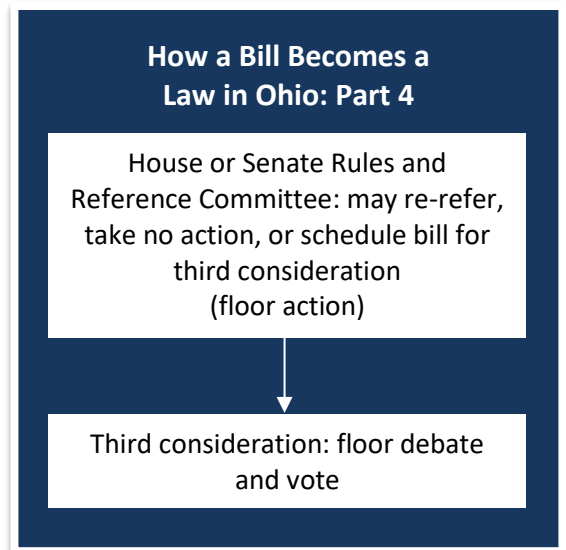 How a Bill Becomes a
Law in Ohio: Part 4
House or Senate Rules and
Reference Committee: may re-refer,
take no action, or schedule bill for
third consideration
(floor action)
Third consideration: floor debate
and vote